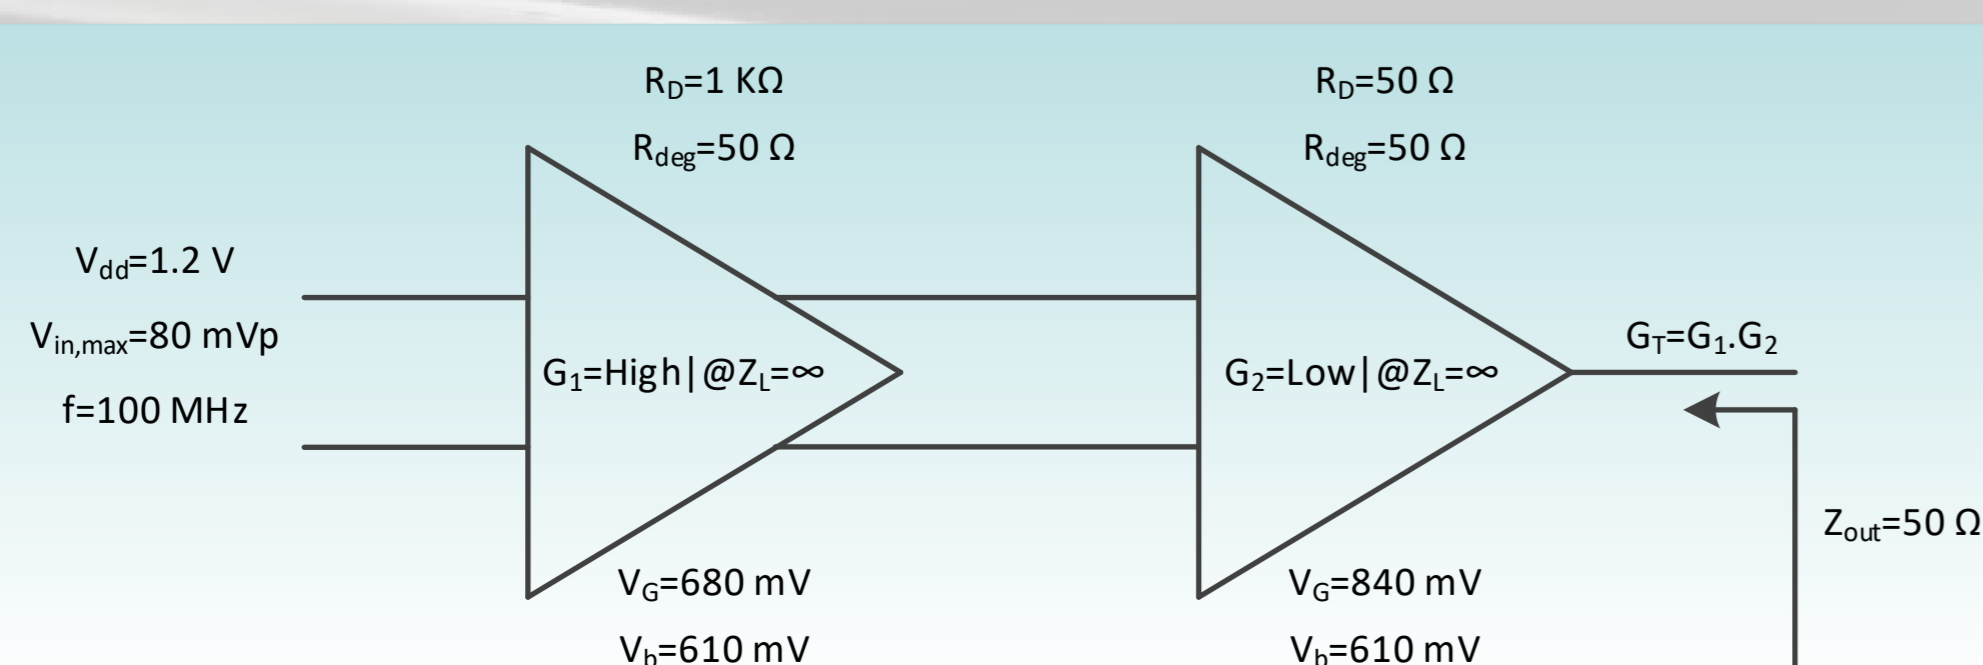 R_D=1 KΩ
R_deg=50 Ω
R_D=50 Ω
R_deg=50 Ω
V_dd=1.2 V
V_in,max=80 mVp
f=100 MHz
G_1=High|@Z_L=∞
G_2=Low|@Z_L=∞
G_T=G_1.G_2
Z_out=50 Ω
V_G=680 mV
V_b=610 mV
V_G=840 mV
V_b=610 mV